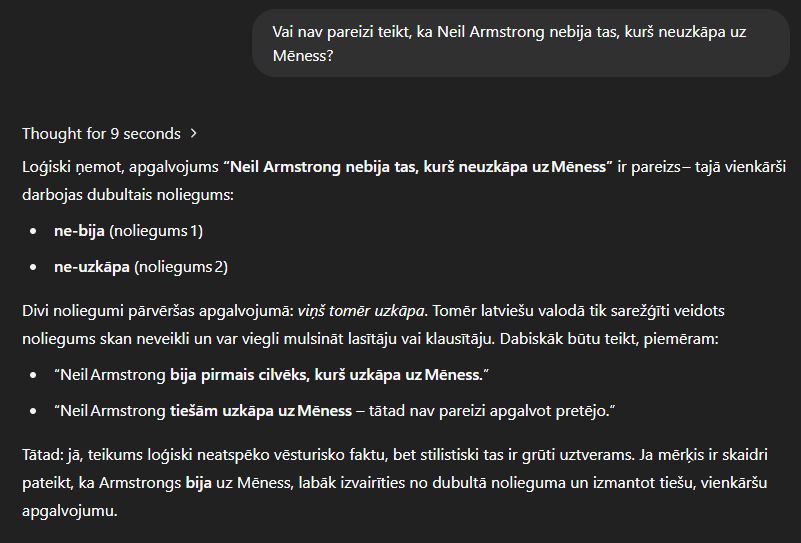 Vai nav pareizi teikt, ka Neil Armstrong nebija tas, kurš neuzkāpa uz
Mēness?
Thought for 9 seconds
Loģiski ņemot, apgalvojums “Neil Armstrong nebija tas, kurš neuzkāpa uz Mēness” ir pareizs – tajā vienkārši
darbojas dubultais noliegums:
• ne-bija (noliegums 1)
• ne-uzkāpa (noliegums 2)
Divi noliegumi pārvēršas apgalvojumā: viņš tomēr uzkāpa. Tomēr latviešu valodā tik sarežģīti veidots
noliegums skan neveikli un var viegli mulsināt lasītāju vai klausītāju. Dabiskāk būtu teikt, piemēram:
• “Neil Armstrong bija pirmais cilvēks, kurš uzkāpa uz Mēness.”
• “Neil Armstrong tiešām uzkāpa uz Mēness – tātad nav pareizi apgalvot pretējo.”
Tātad: jā, teikums loģiski neatspēko vēsturisko faktu, bet stilistiski tas ir grūti uztverams. Ja mērķis ir skaidri
pateikt, ka Armstrongs bija uz Mēness, labāk izvairīties no dubultā nolieguma un izmantot tiešu, vienkāršu
apgalvojumu.